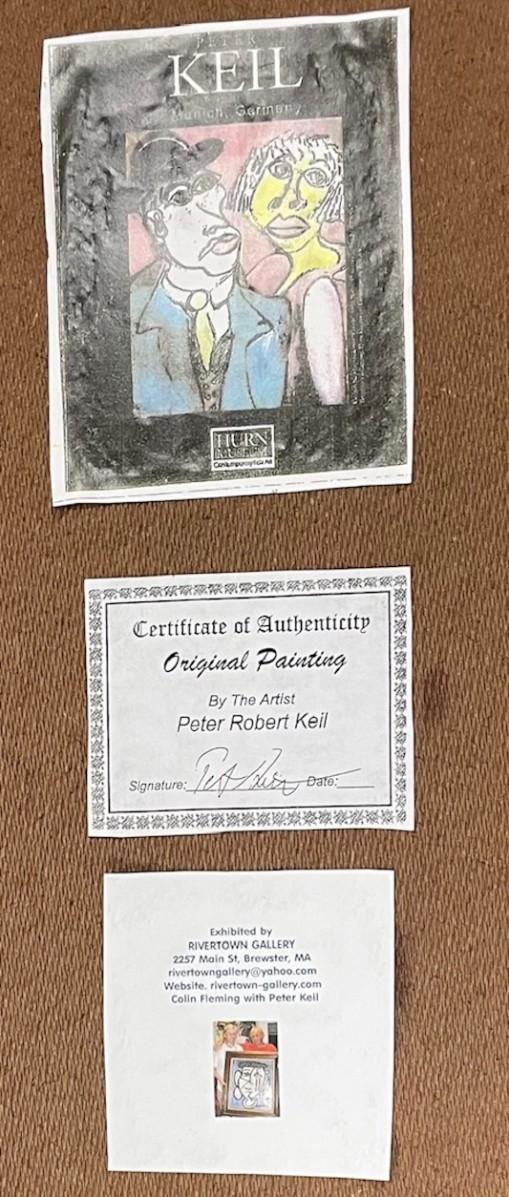 PETER
KEIL
Munich, Germany
HURN
MUSEUM
Contemporary Folk Art
Certificate of Authenticity
Original Painting
By The Artist
Peter Robert Keil
Signature: Date:
Exhibited by
RIVERTOWN GALLERY
2257 Main St, Brewster, MA
rivertowngallery@yahoo.com
Website. rivertown-gallery.com
Colin Fleming with Peter Keil